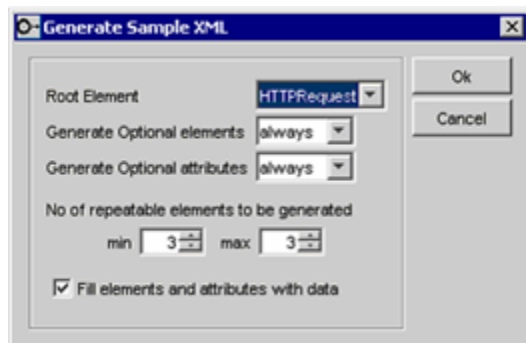 Generate Sample XML
Root Element HTTPRequest
Ok
Generate Optional elements always
Cancel
Generate Optional attributes always
No of repeatable elements to be generated
min 3 max 3
Fill elements and attributes with data